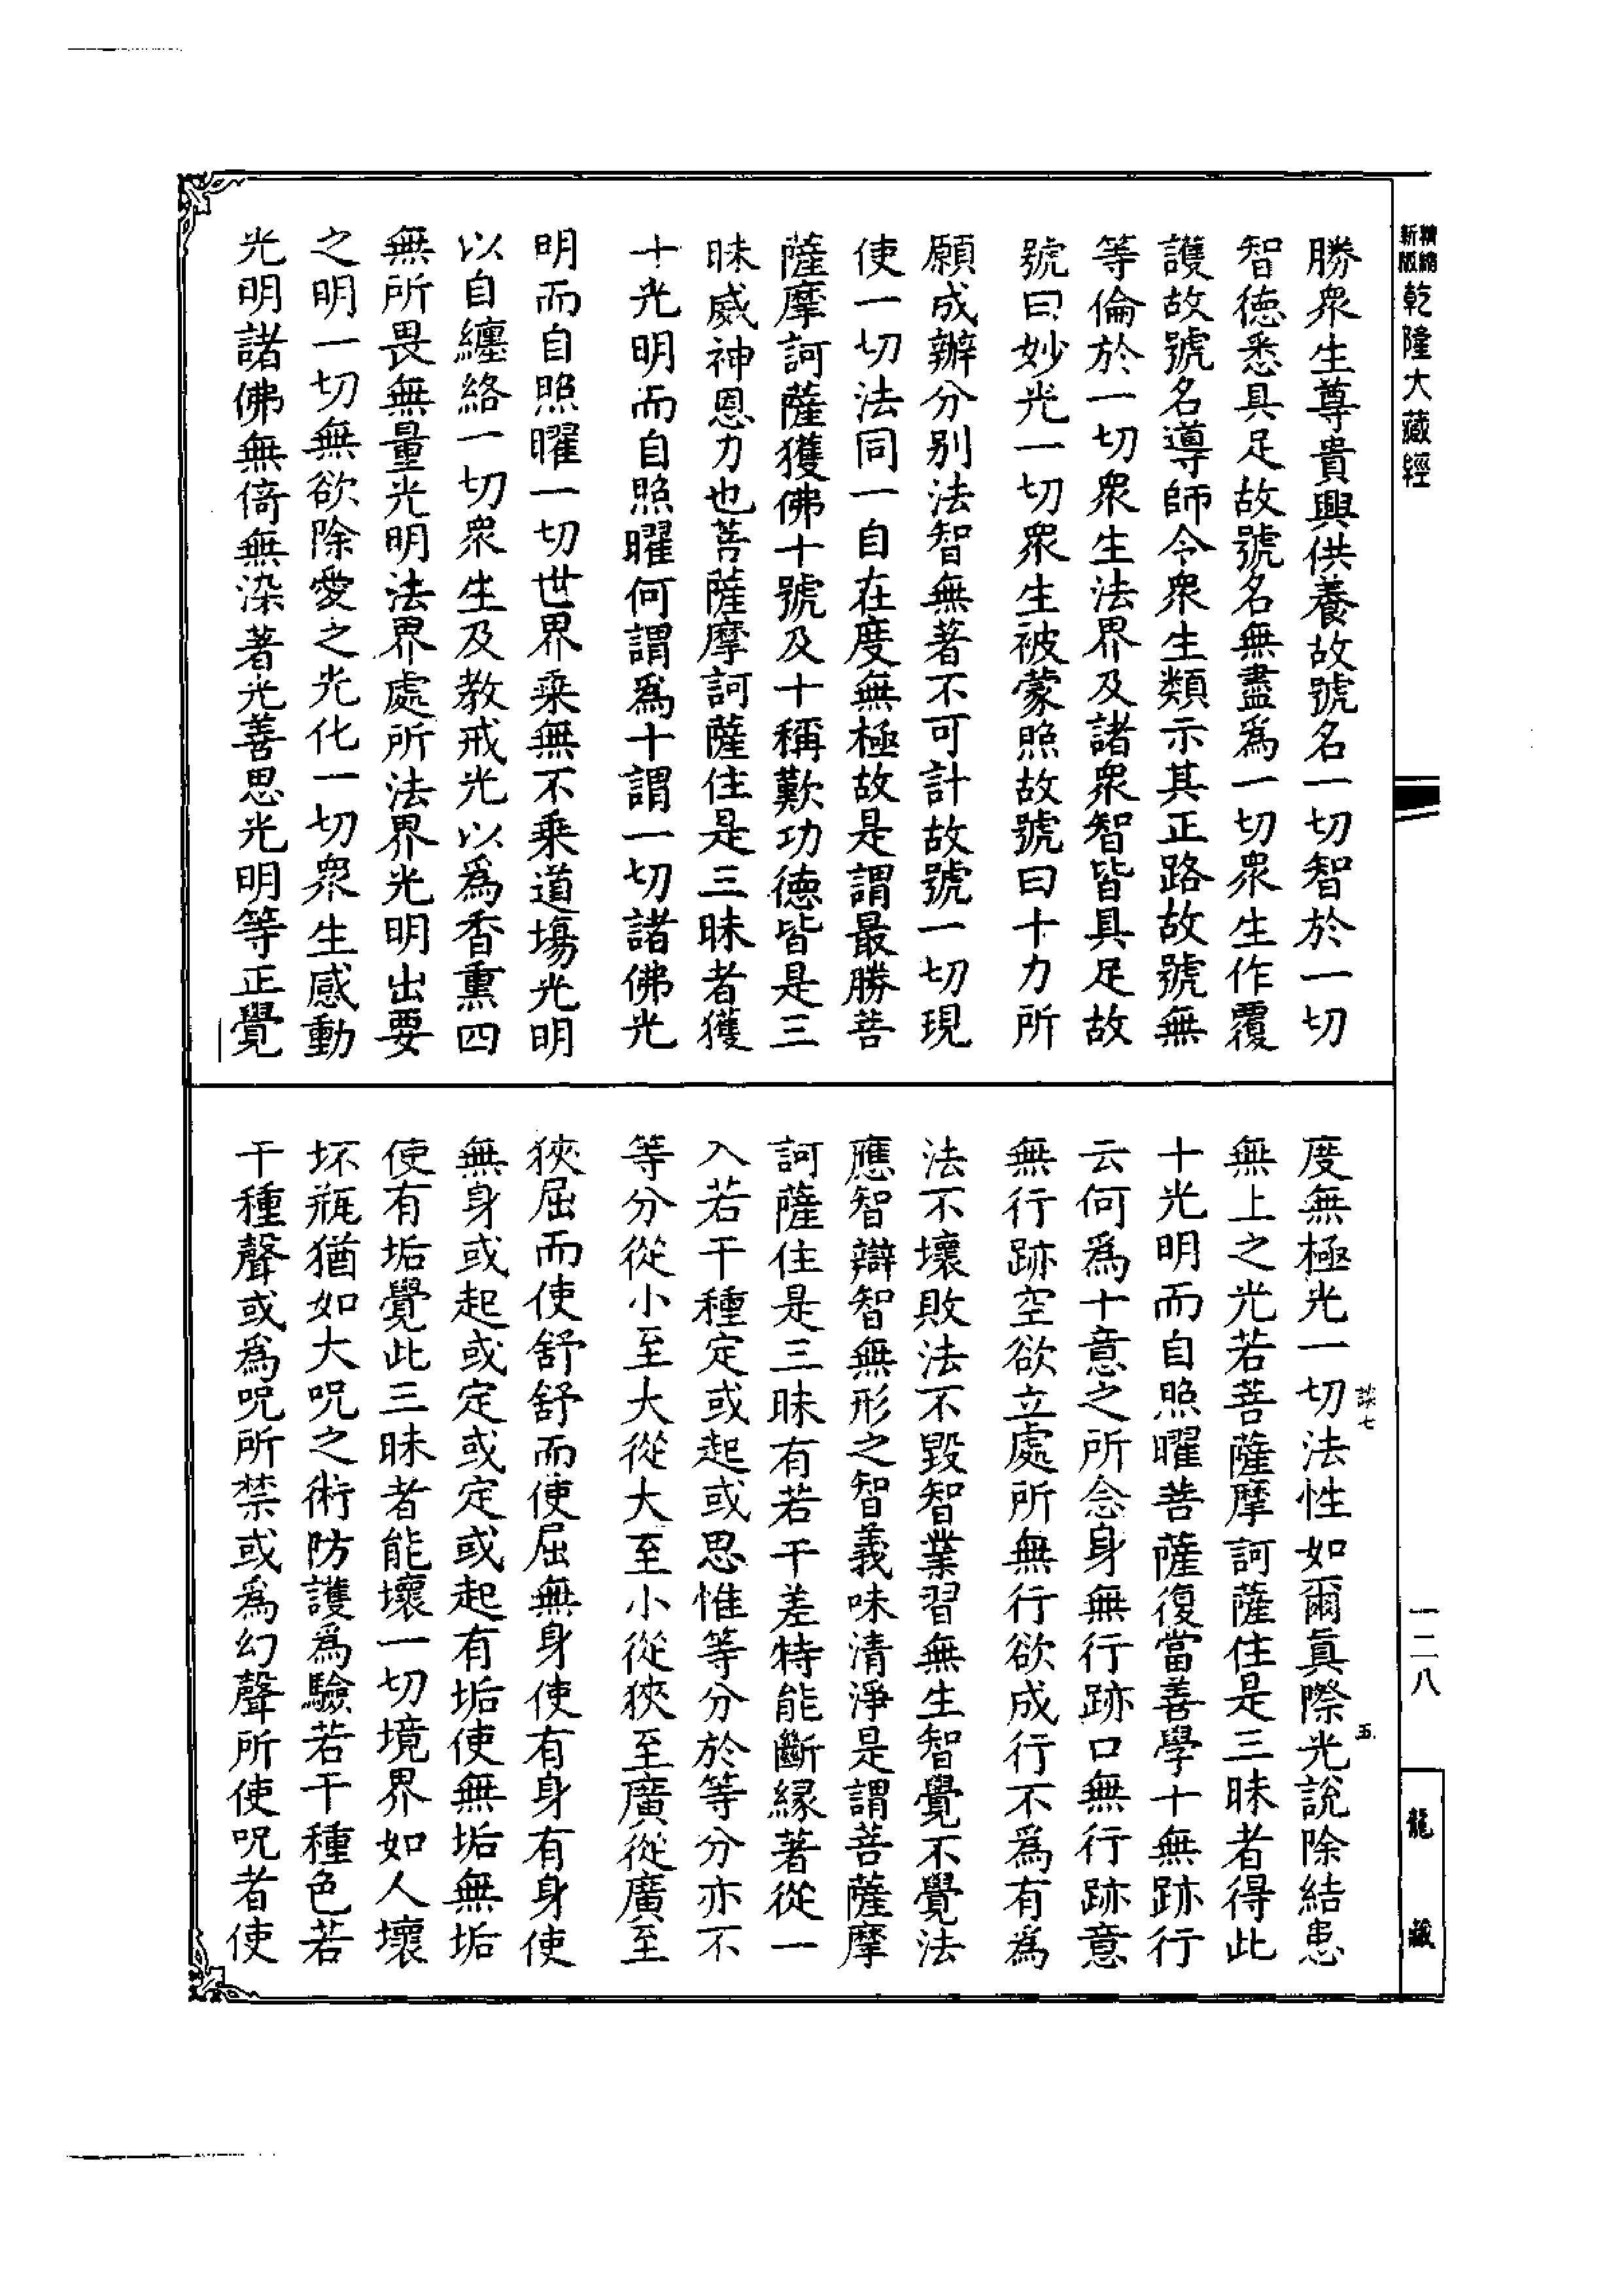 新版精縮乾隆大藏經
勝衆生尊貴興供養故號名一切智於一切
智德悉具足故號名無盡爲一切衆生作覆
護故號名導師令衆生類示其正路故號無
等倫於一切衆生法界及諸衆智皆具足故
號曰妙光一切衆生被蒙照故號曰十力所
願成辦分別法智無著不可計故號一切現
使一切法同一自在度無極故是謂最勝菩
薩摩訶薩獲佛十號及十稱歎功德皆是三
昧威神恩力也菩薩摩訶薩住是三昧者獲
十光明而自照曜何謂爲十謂一切諸佛光
明而自照曜一切世界乘無不乘道場光明
以自纏絡一切衆生及教戒光以爲香熏四
無所畏無量光明法界處所法界光明出要
之明一切無欲除愛之光化一切衆生感動
光明諸佛無倚無染著光善思光明等正覺
度無極光一切法性如爾眞際光說除結患
無上之光若菩薩摩訶薩住是三昧者得此
十光明而自照曜菩薩復當善學十無跡行
云何爲十意之所念身無行跡口無行跡意
無行跡空欲立處所無行欲成行不爲有爲
法不壞敗法不毀智業習無生智覺不覺法
應智辯智無形之智義味清淨是謂菩薩摩
訶薩住是三昧有若干差特能斷緣著從一
入若干種定或起或思惟等分於等分亦不
等分從小至大從大至小從狹至廣從廣至
狹屈而使舒舒而使屈無身使有身有身使
無身或起或定或定或起有垢使無垢無垢
使有垢覺此三昧者能壞一切境界如人壞
坏瓶猶如大呪之術防護爲驗若干種色若
干種聲或爲呪所禁或爲幻聲所使呪者使
談七
五
一二八
龍藏